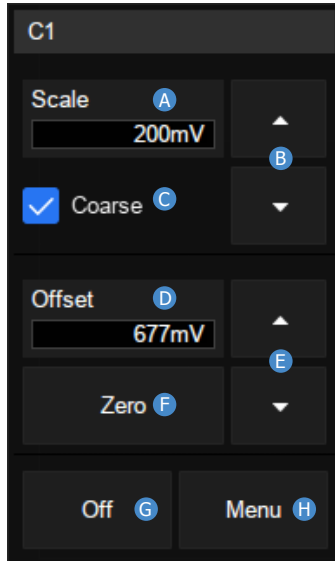 C1
Scale A
200mV
B
Coarse C
Offset D
677mV
E
Zero F
Off G Menu H